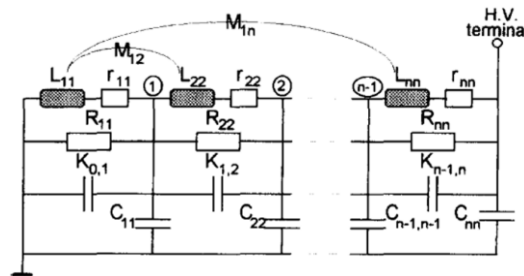 M1n
H.V.
termina
M12
L11 r11 1 L22 r22 2 n-1 Lnn rnn
R11 R22 Rnn
K0,1 K1,2 Kn-1,n
C11 C22 Cn-1,n-1 Cnn